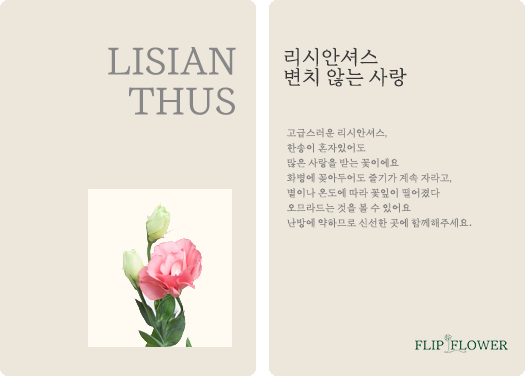 LISIAN
THUS
리시안셔스
변치 않는 사랑
고급스러운 리시안셔스,
한송이 혼자있어도
많은 사랑을 받는 꽃이에요
화병에 꽂아두어도 줄기가 계속 자라고,
볕이나 온도에 따라 꽃잎이 떨어졌다
오므라드는 것을 볼 수 있어요
난방에 약하므로 신선한 곳에 함께해주세요.
FLIP FLOWER